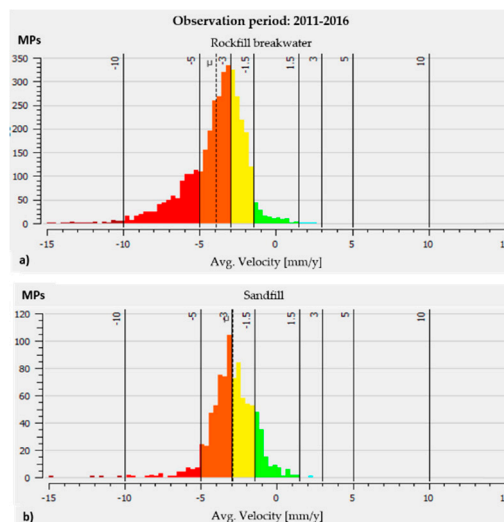 Observation period: 2011-2016
MPs
Rockfill breakwater
-10 -5 -3 -1.5 1.5 3 5 10
350
300
250
200
150
100
50
0
-15 -10 -5 0 5 10 15
a)
Avg. Velocity [mm/y]
MPs
Sandfill
-10 -5 -1.5 1.5 3 5 10
120
100
80
60
40
20
0
-15 -10 -5 0 5 10 15
b)
Avg. Velocity [mm/y]